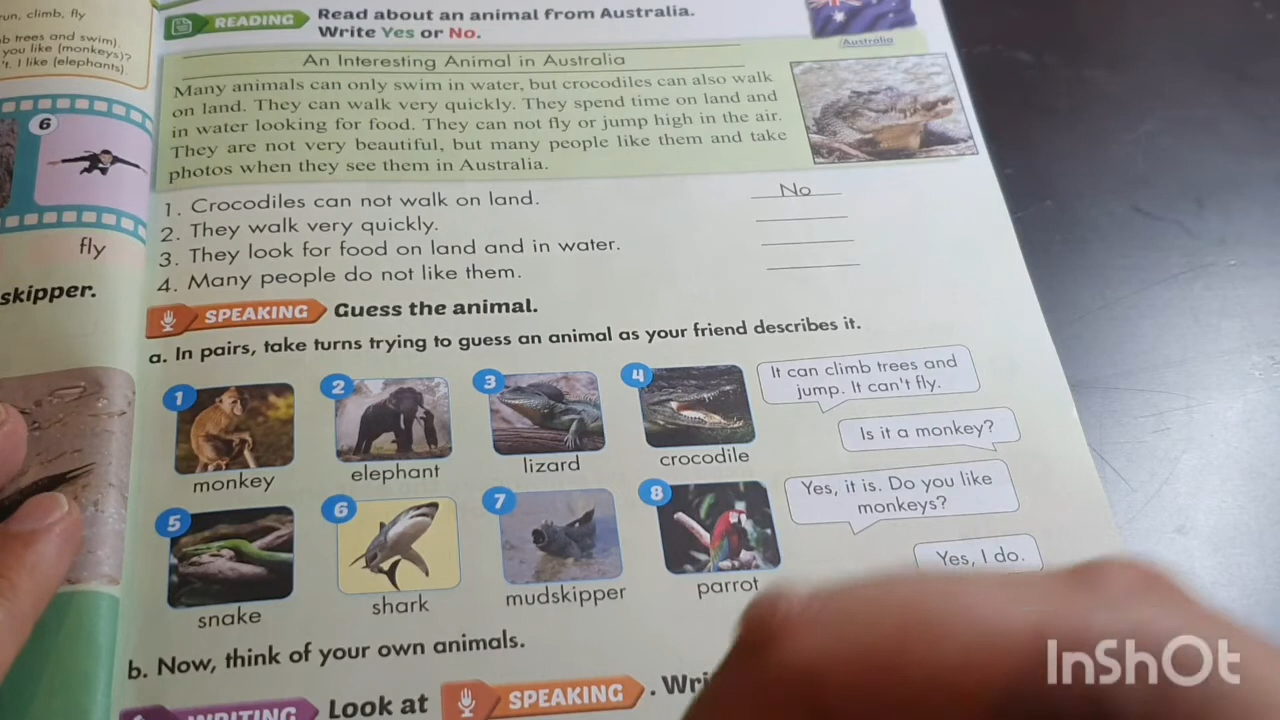 run, climb, fly
b trees and swim).
you like (monkeys)?
't. I like (elephants).
6
fly
skipper.
READING
Read about an animal from Australia.
Write Yes or No.
Australia
An Interesting Animal in Australia
Many animals can only swim in water, but crocodiles can also walk
on land. They can walk very quickly. They spend time on land and
in water looking for food. They can not fly or jump high in the air.
They are not very beautiful, but many people like them and take
photos when they see them in Australia.
1. Crocodiles can not walk on land.
No
2. They walk very quickly.
3. They look for food on land and in water.
4. Many people do not like them.
SPEAKING Guess the animal.
a. In pairs, take turns trying to guess an animal as your friend describes it.
1
2
3
4
monkey
elephant
lizard
crocodile
It can climb trees and
jump. It can't fly.
Is it a monkey?
5
6
7
8
snake
shark
mudskipper
parrot
Yes, it is. Do you like
monkeys?
Yes, I do.
b. Now, think of your own animals.
WRITING Look at SPEAKING . Wri
InShOt